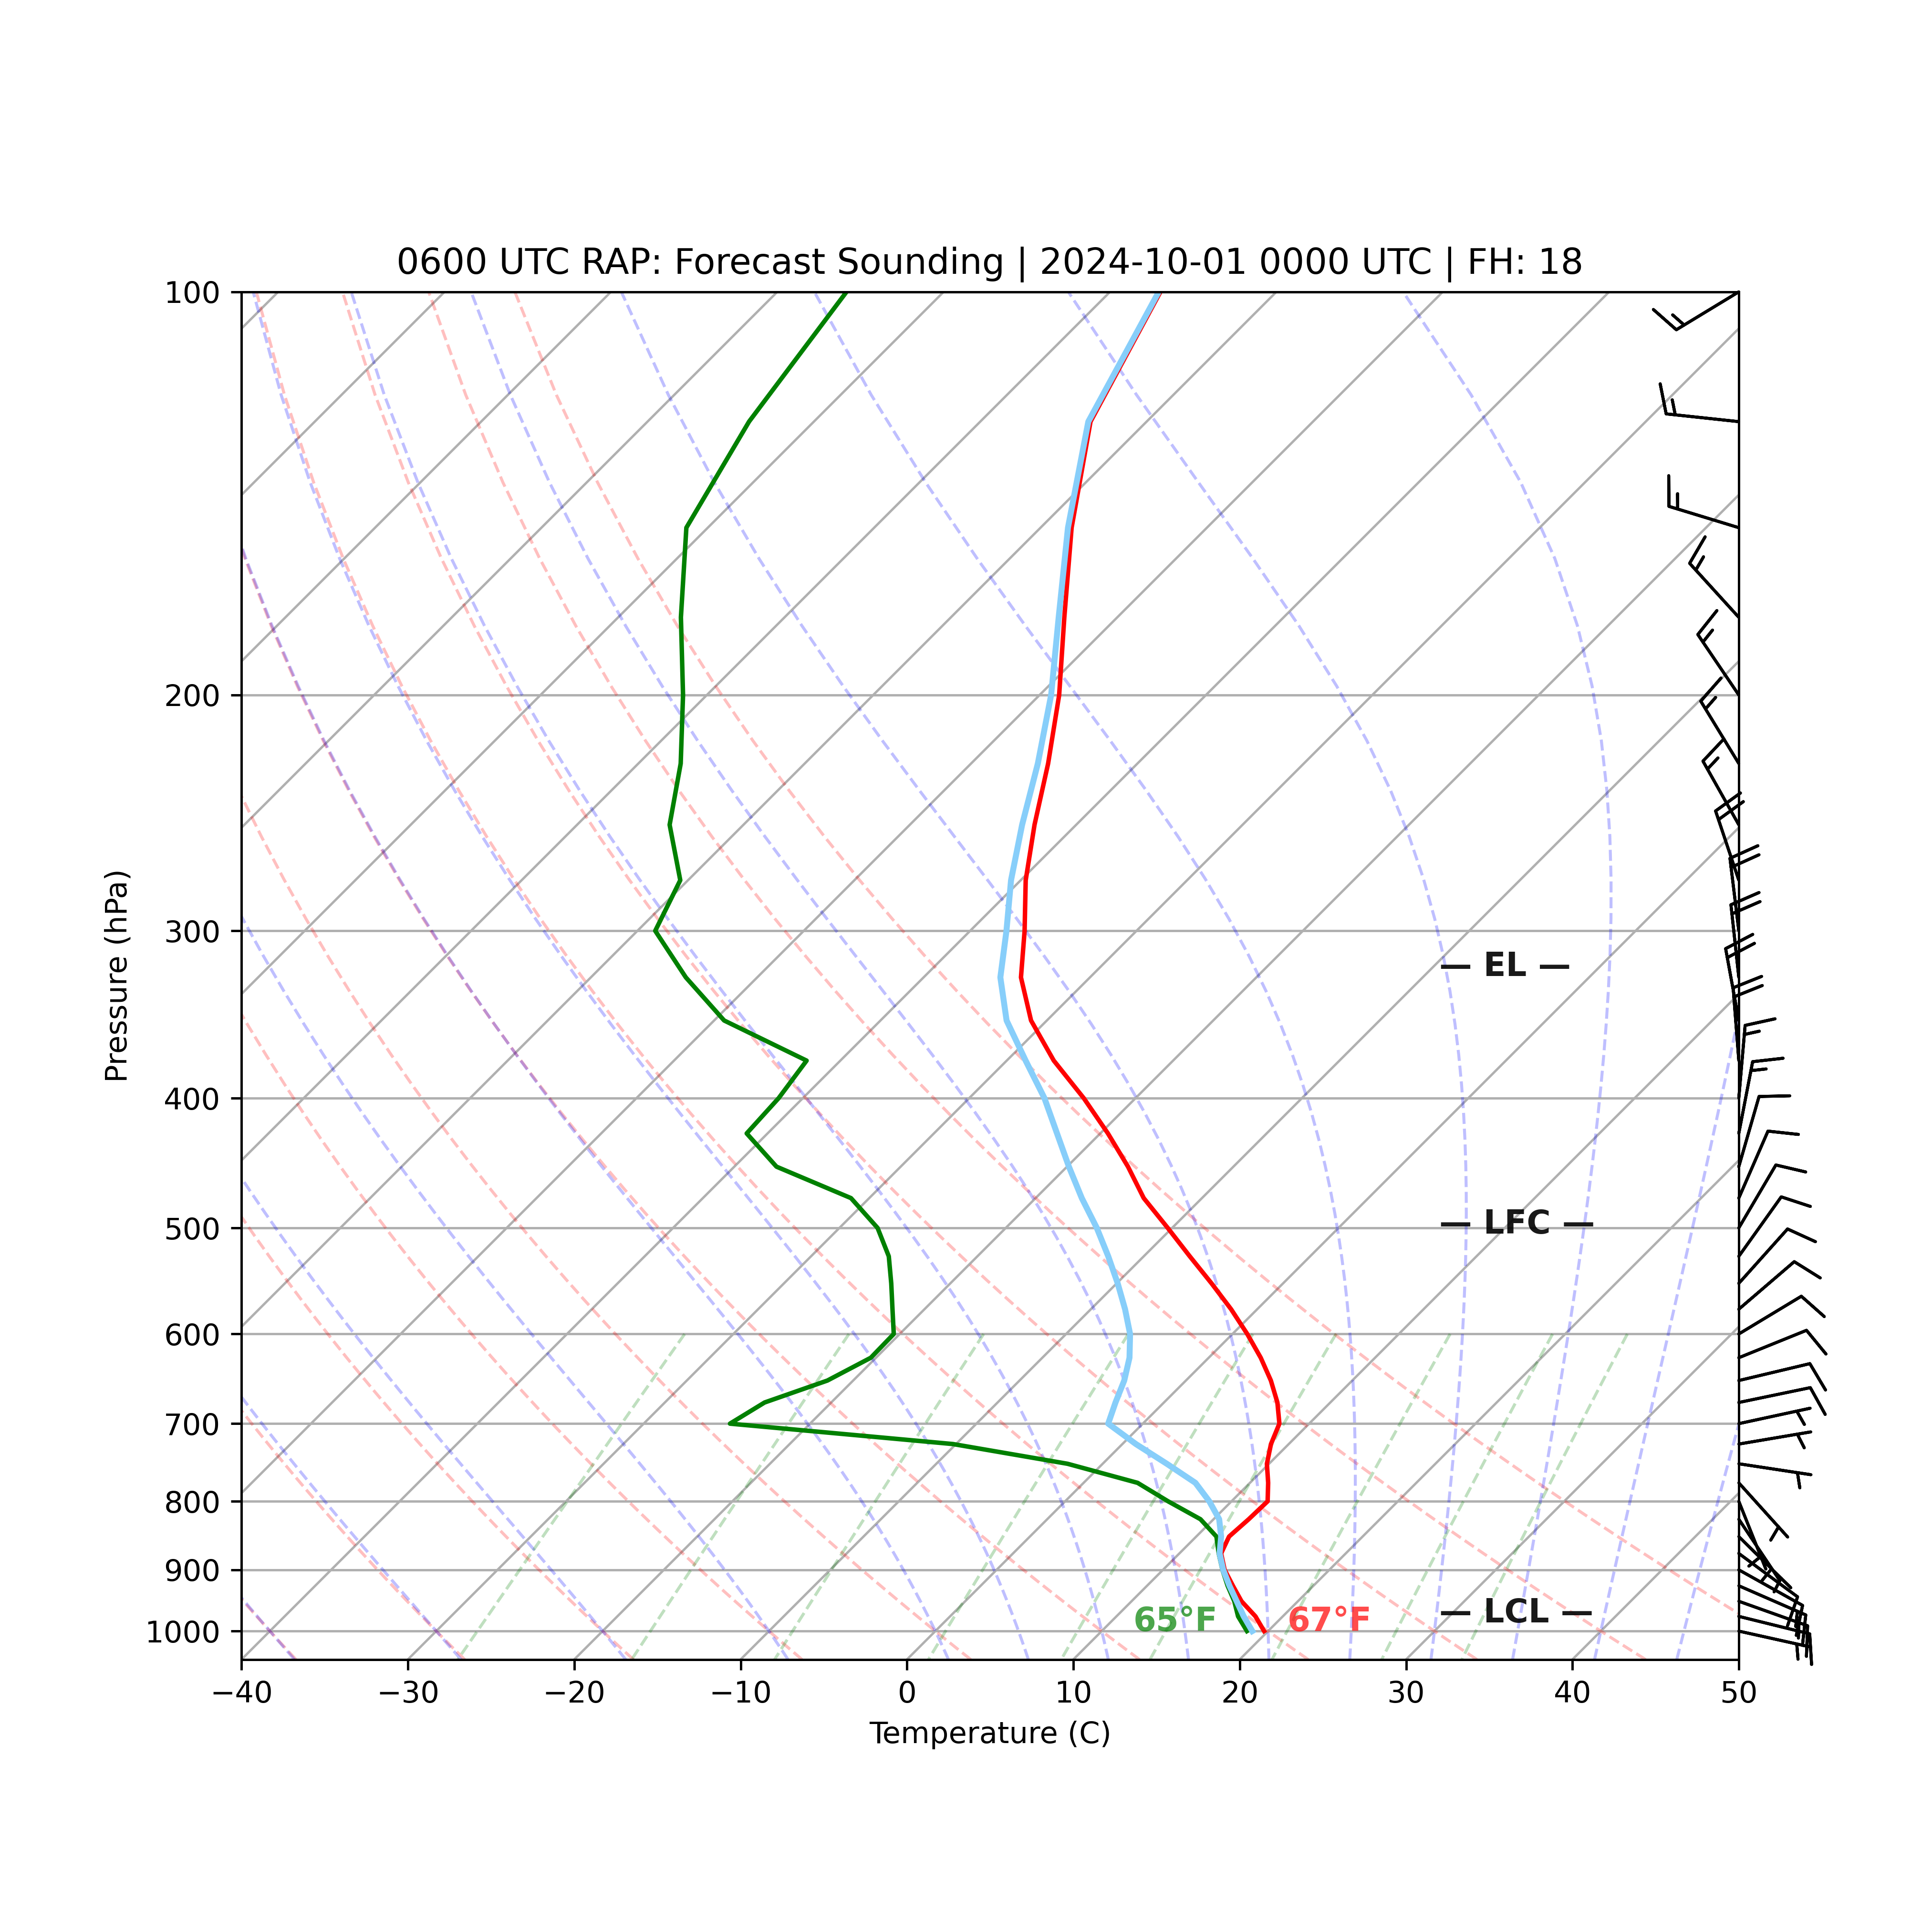 0600 UTC RAP: Forecast Sounding | 2024-10-01 0000 UTC | FH: 18
100
200
300
— EL —
Pressure (hPa)
400
500
— LFC —
600
700
800
900
65°F
67°F
— LCL —
1000
−40 −30 −20 −10 0 10 20 30 40 50
Temperature (C)